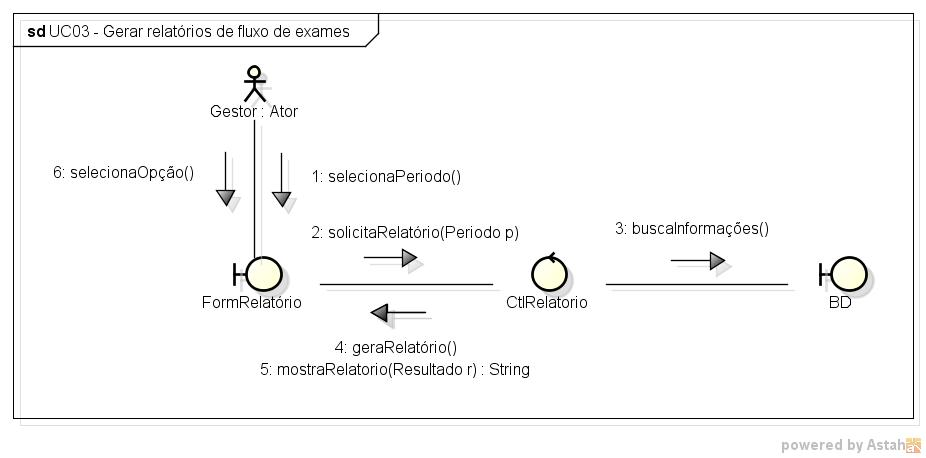 sd UC03 - Gerar relatórios de fluxo de exames
Gestor : Ator
6: selecionaOpção()
1: selecionaPeriodo()
2: solicitaRelatório(Periodo p)
3: buscaInformações()
FormRelatório
CtlRelatorio
BD
4: geraRelatório()
5: mostraRelatorio(Resultado r) : String
powered by Astah